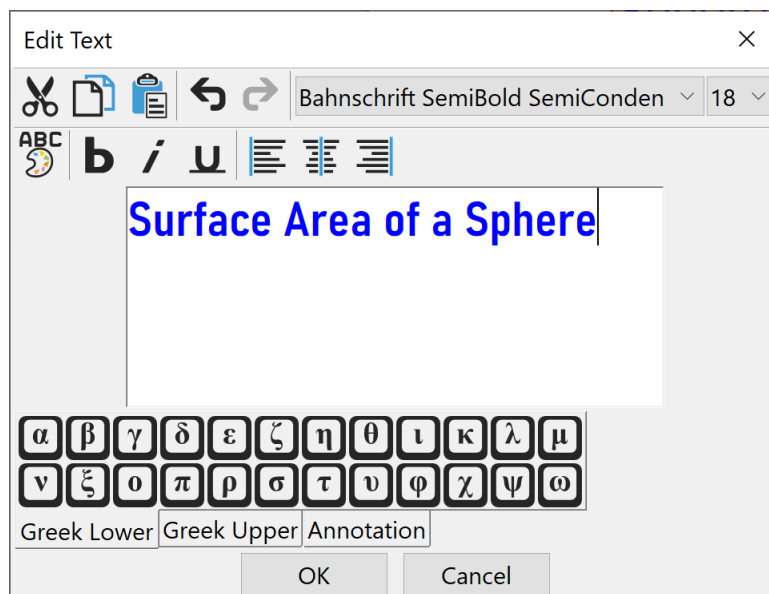 Edit Text
Bahnschrift SemiBold SemiConden 18
ABC b i u
Surface Area of a Sphere
α β γ δ ε ζ η θ ι κ λ μ
ν ξ ο π ρ σ τ υ φ χ ψ ω
Greek Lower Greek Upper Annotation
OK Cancel